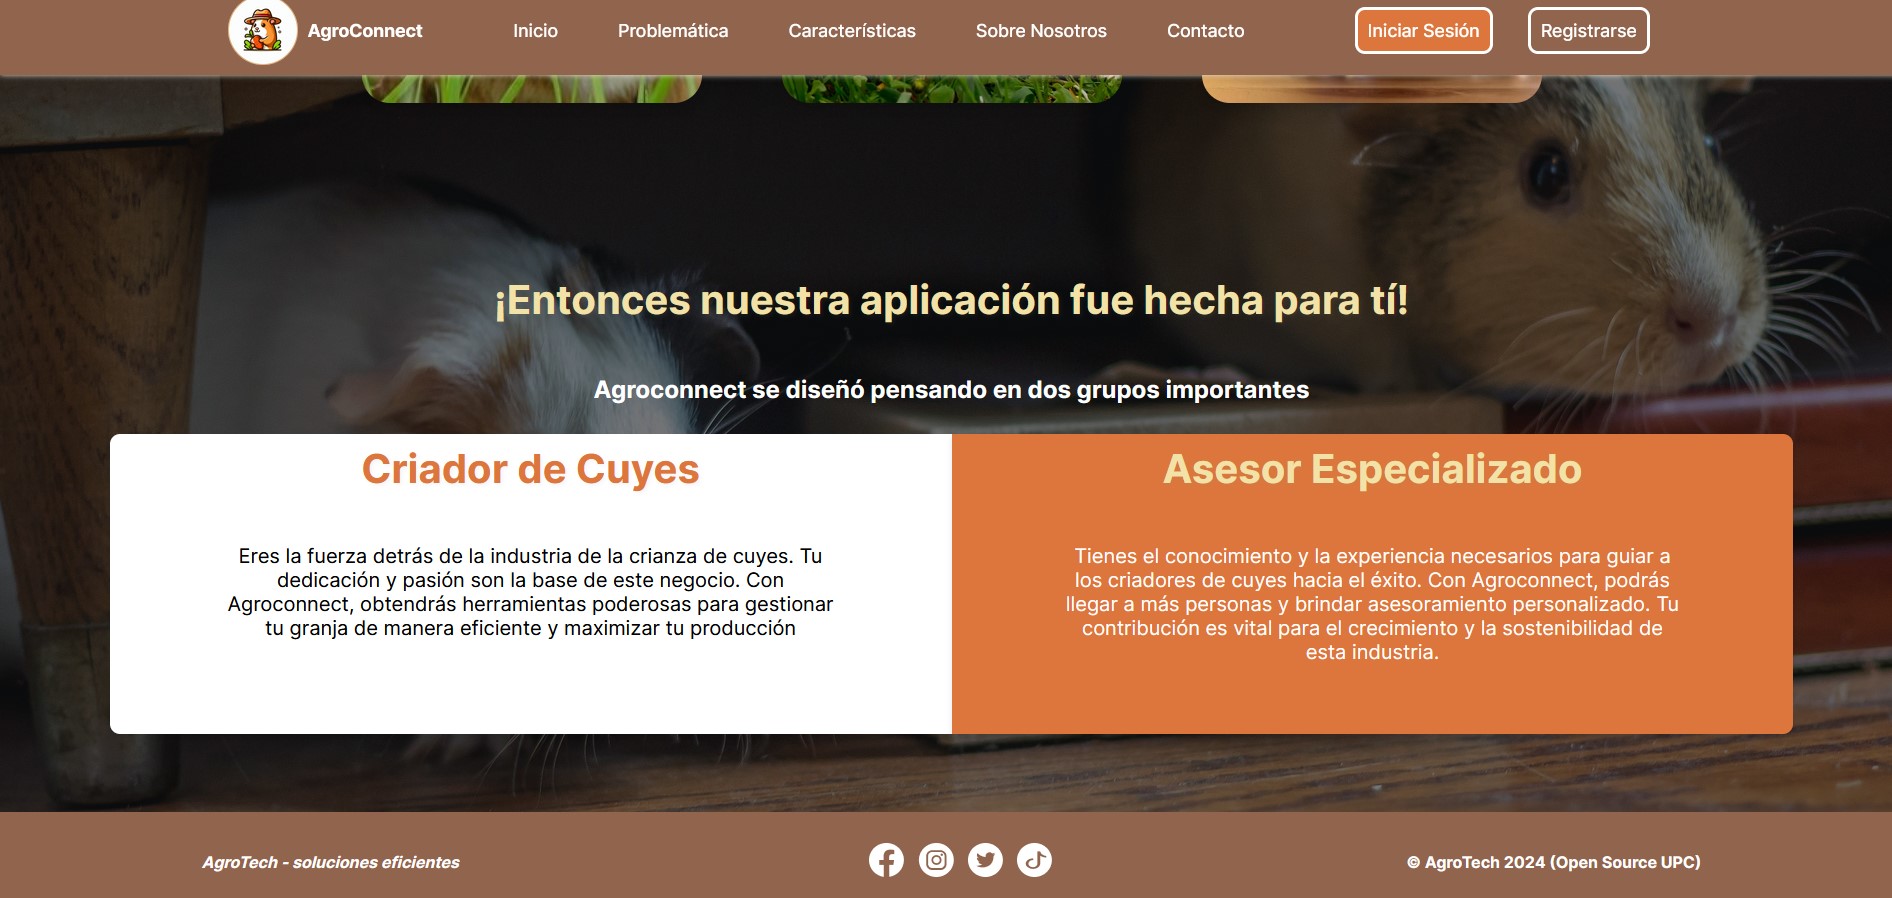 AgroConnect
Inicio
Problemática
Características
Sobre Nosotros
Contacto
Iniciar Sesión
Registrarse
¡Entonces nuestra aplicación fue hecha para tí!
Agroconnect se diseñó pensando en dos grupos importantes
Criador de Cuyes
Eres la fuerza detrás de la industria de la crianza de cuyes. Tu
dedicación y pasión son la base de este negocio. Con
Agroconnect, obtendrás herramientas poderosas para gestionar
tu granja de manera eficiente y maximizar tu producción
Asesor Especializado
Tienes el conocimiento y la experiencia necesarios para guiar a
los criadores de cuyes hacia el éxito. Con Agroconnect, podrás
llegar a más personas y brindar asesoramiento personalizado. Tu
contribución es vital para el crecimiento y la sostenibilidad de
esta industria.
AgroTech - soluciones eficientes
© AgroTech 2024 (Open Source UPC)